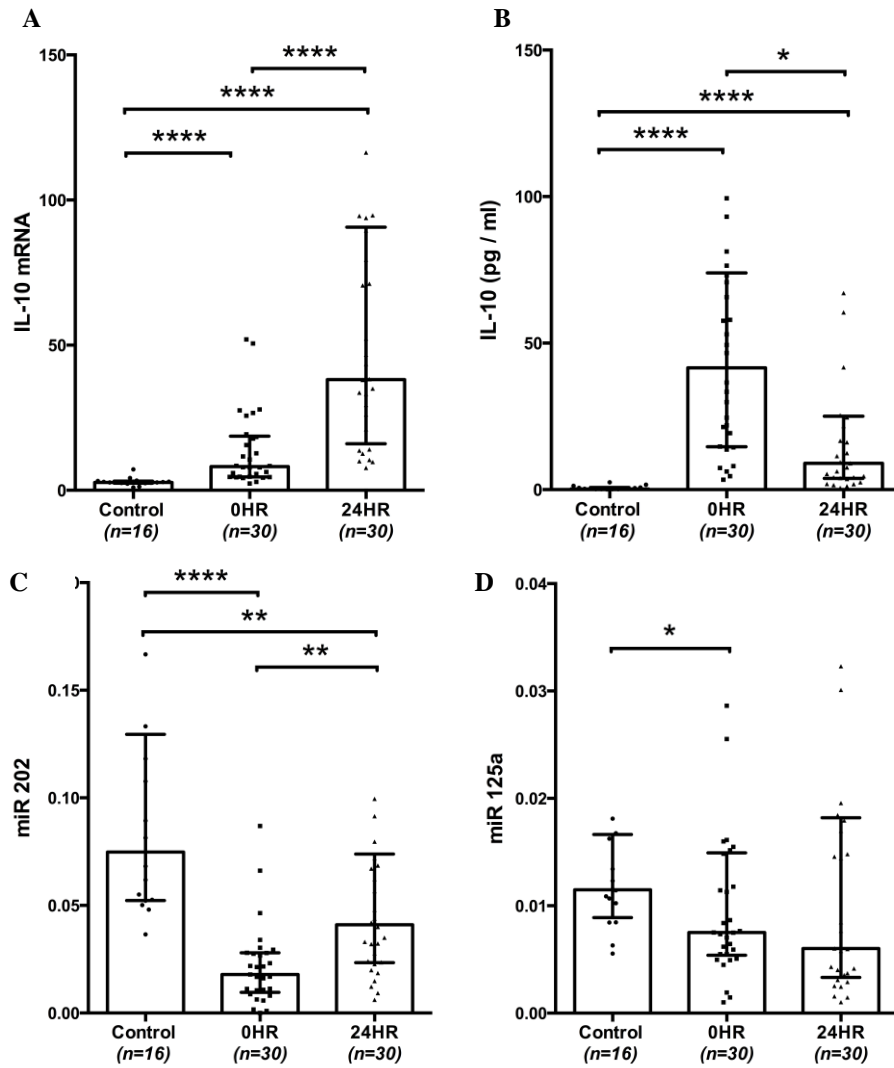 A
150
100
50
0
IL-10 mRNA
****
****
****
Control 0HR 24HR
(n=16) (n=30) (n=30)
B
150
100
50
0
IL-10 (pg / ml)
*
****
****
Control 0HR 24HR
(n=16) (n=30) (n=30)
C
0.15
0.10
0.05
0.00
miR 202
****
**
**
Control 0HR 24HR
(n=16) (n=30) (n=30)
D
0.04
0.03
0.02
0.01
0.00
miR 125a
*
Control 0HR 24HR
(n=16) (n=30) (n=30)